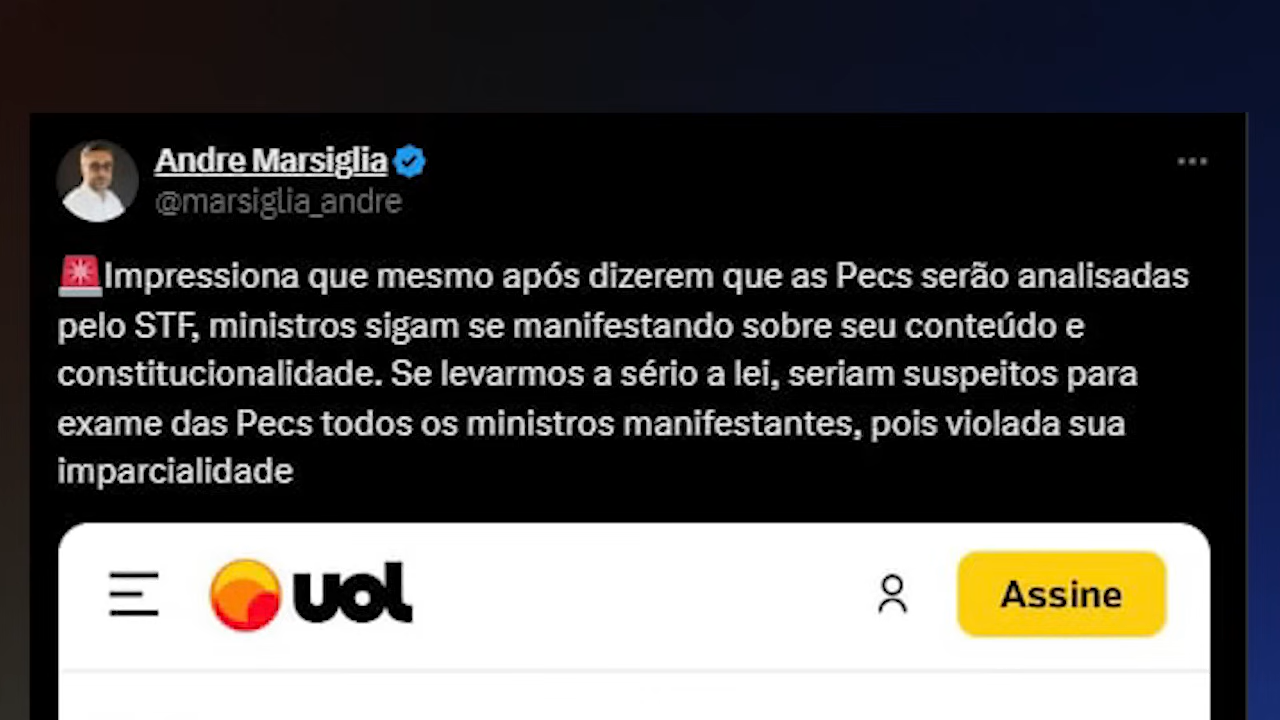 Andre Marsiglia
@marsiglia_andre
🚨Impressiona que mesmo após dizerem que as Pecs serão analisadas
pelo STF, ministros sigam se manifestando sobre seu conteúdo e
constitucionalidade. Se levarmos a sério a lei, seriam suspeitos para
exame das Pecs todos os ministros manifestantes, pois violada sua
imparcialidade
uol
Assine